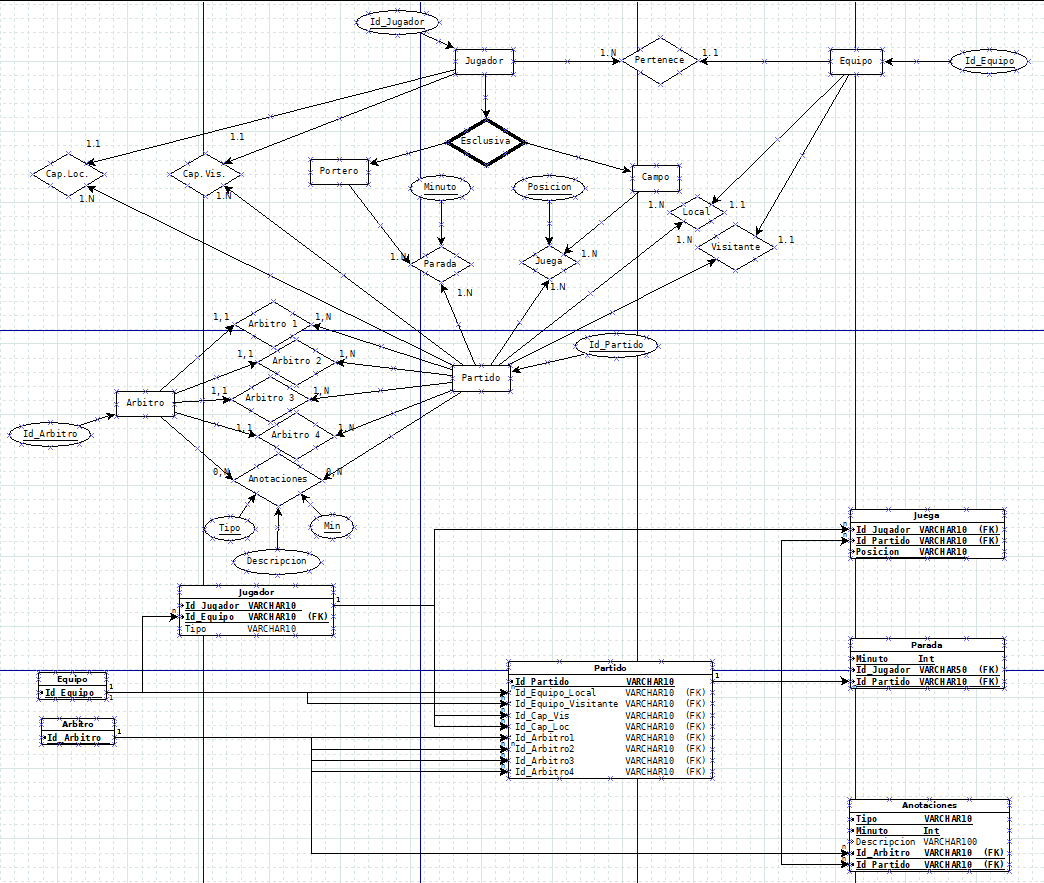 Id_Jugador
Jugador
1.N
Pertenece
1.1
Equipo
Id_Equipo
1.1
1.1
Esclusiva
Cap.Loc.
Cap.Vis.
Portero
Campo
1.N
1.N
Minuto
Posicion
1.N
Local
1.1
1.N
Visitante
1.1
1.N
Parada
Juega
1.N
1.N
1.N
1,1
Arbitro 1
1,N
Id_Partido
1,1
Arbitro 2
1,N
Partido
Arbitro
1,1
Arbitro 3
1,N
Id_Arbitro
1,1
Arbitro 4
1,N
0,N
Anotaciones
0,N
Tipo
Min
Descripcion
Juega
Id_Jugador VARCHAR10 (FK)
Id_Partido VARCHAR10 (FK)
Posicion VARCHAR10
Jugador
Id_Jugador VARCHAR10
Id_Equipo VARCHAR10 (FK)
Tipo VARCHAR10
1
n
Parada
Minuto Int
Id_Jugador VARCHAR50 (FK)
Id_Partido VARCHAR10 (FK)
Equipo
Id_Equipo
1
1
Arbitro
Id_Arbitro
1
Partido
Id_Partido VARCHAR10
Id_Equipo_Local VARCHAR10 (FK)
Id_Equipo_Visitante VARCHAR10 (FK)
Id_Cap_Vis VARCHAR10 (FK)
Id_Cap_Loc VARCHAR10 (FK)
Id_Arbitro1 VARCHAR10 (FK)
Id_Arbitro2 VARCHAR10 (FK)
Id_Arbitro3 VARCHAR10 (FK)
Id_Arbitro4 VARCHAR10 (FK)
1
Anotaciones
Tipo VARCHAR10
Minuto Int
Descripcion VARCHAR100
Id_Arbitro VARCHAR10 (FK)
Id_Partido VARCHAR10 (FK)